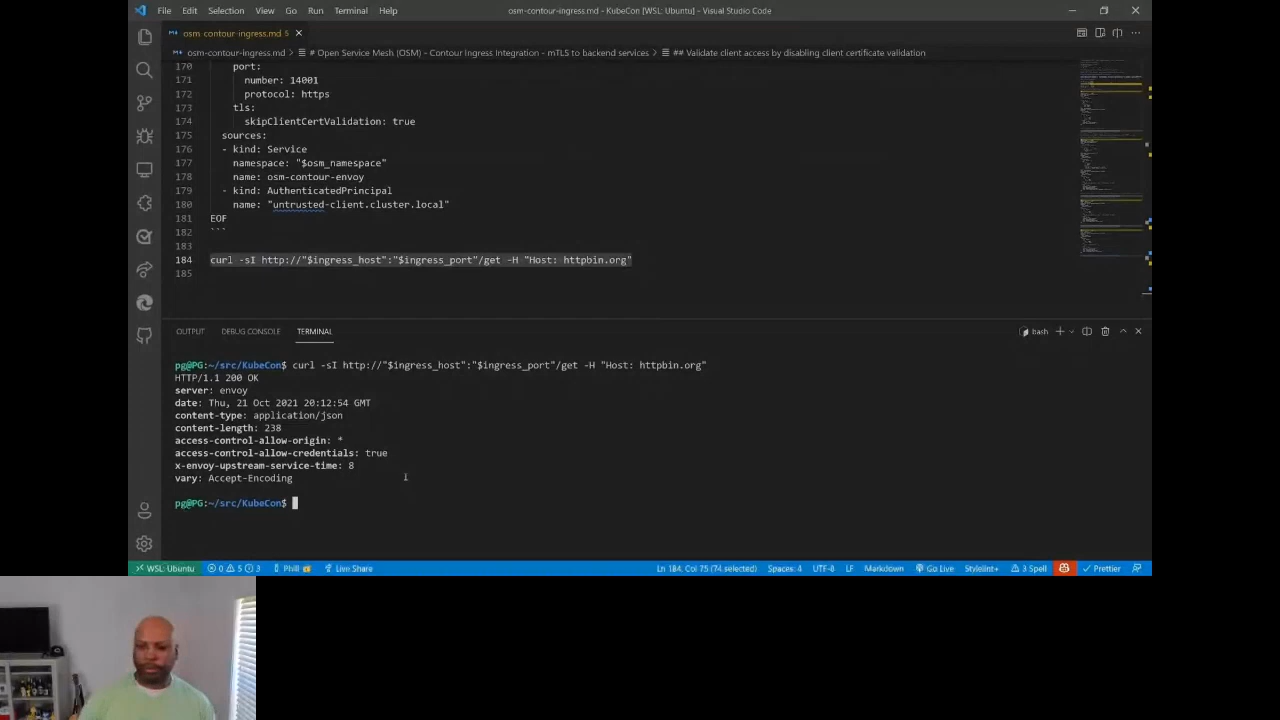 File Edit Selection View Go Run Terminal Help
osm-contour-ingress.md - KubeCon [WSL: Ubuntu] - Visual Studio Code
osm-contour-ingress.md 5
osm-contour-ingress.md > # Open Service Mesh (OSM) - Contour Ingress Integration - mTLS to backend services > ## Validate client access by disabling client certificate validation
170 port:
171 number: 14001
172 protocol: https
173 tls:
174 skipClientCertValidation: true
175 sources:
176 - kind: Service
177 namespace: "$osm_namespace"
178 name: osm-contour-envoy
179 - kind: AuthenticatedPrincipal
180 name: "untrusted-client.cluster.local"
181 EOF
182 ```
183
184 curl -sI http://"$ingress_host":"$ingress_port"/get -H "Host: httpbin.org"
185
OUTPUT DEBUG CONSOLE TERMINAL
bash
pg@PG:~/src/KubeCon$ curl -sI http://"$ingress_host":"$ingress_port"/get -H "Host: httpbin.org"
HTTP/1.1 200 OK
server: envoy
date: Thu, 21 Oct 2021 20:12:54 GMT
content-type: application/json
content-length: 238
access-control-allow-origin: *
access-control-allow-credentials: true
x-envoy-upstream-service-time: 8
vary: Accept-Encoding
pg@PG:~/src/KubeCon$
WSL: Ubuntu 0 5 3 Phill Live Share Ln 184, Col 75 (74 selected) Spaces: 4 UTF-8 LF Markdown Go Live Stylelint+ 3 Spell Prettier